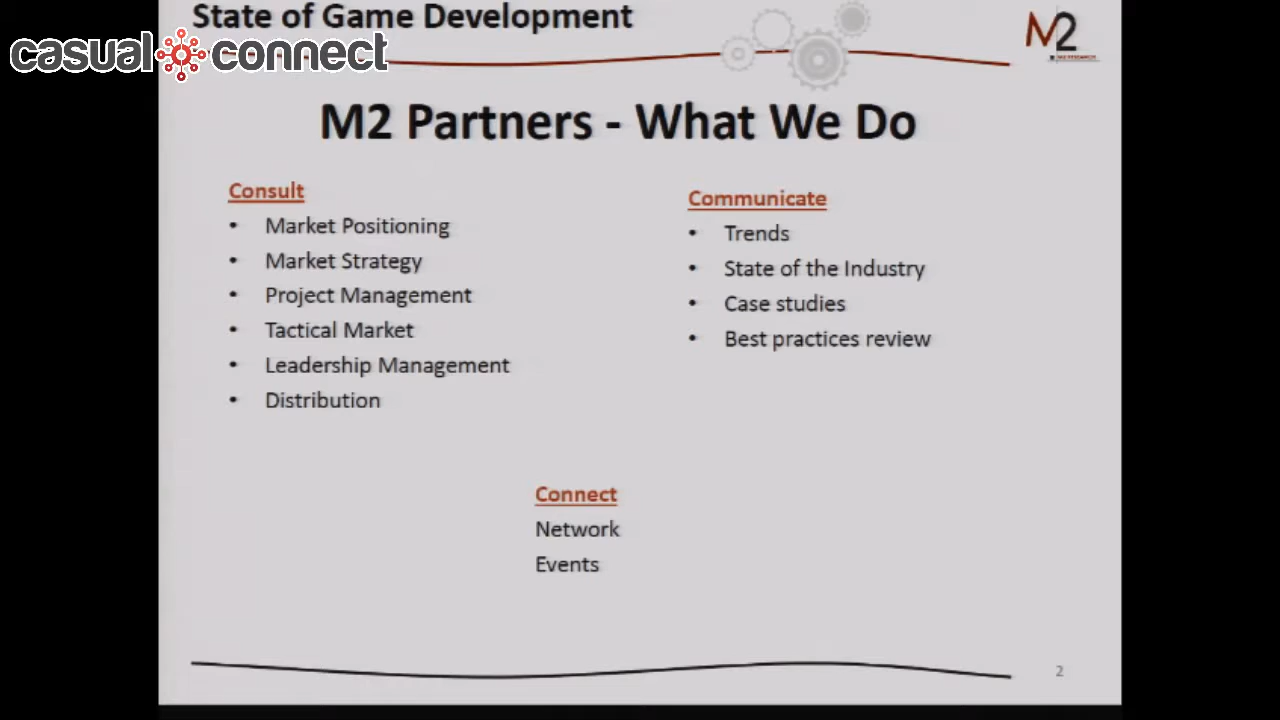 State of Game Development
casual connect
M2
M2 Partners - What We Do
Consult
• Market Positioning
• Market Strategy
• Project Management
• Tactical Market
• Leadership Management
• Distribution
Communicate
• Trends
• State of the Industry
• Case studies
• Best practices review
Connect
Network
Events
2